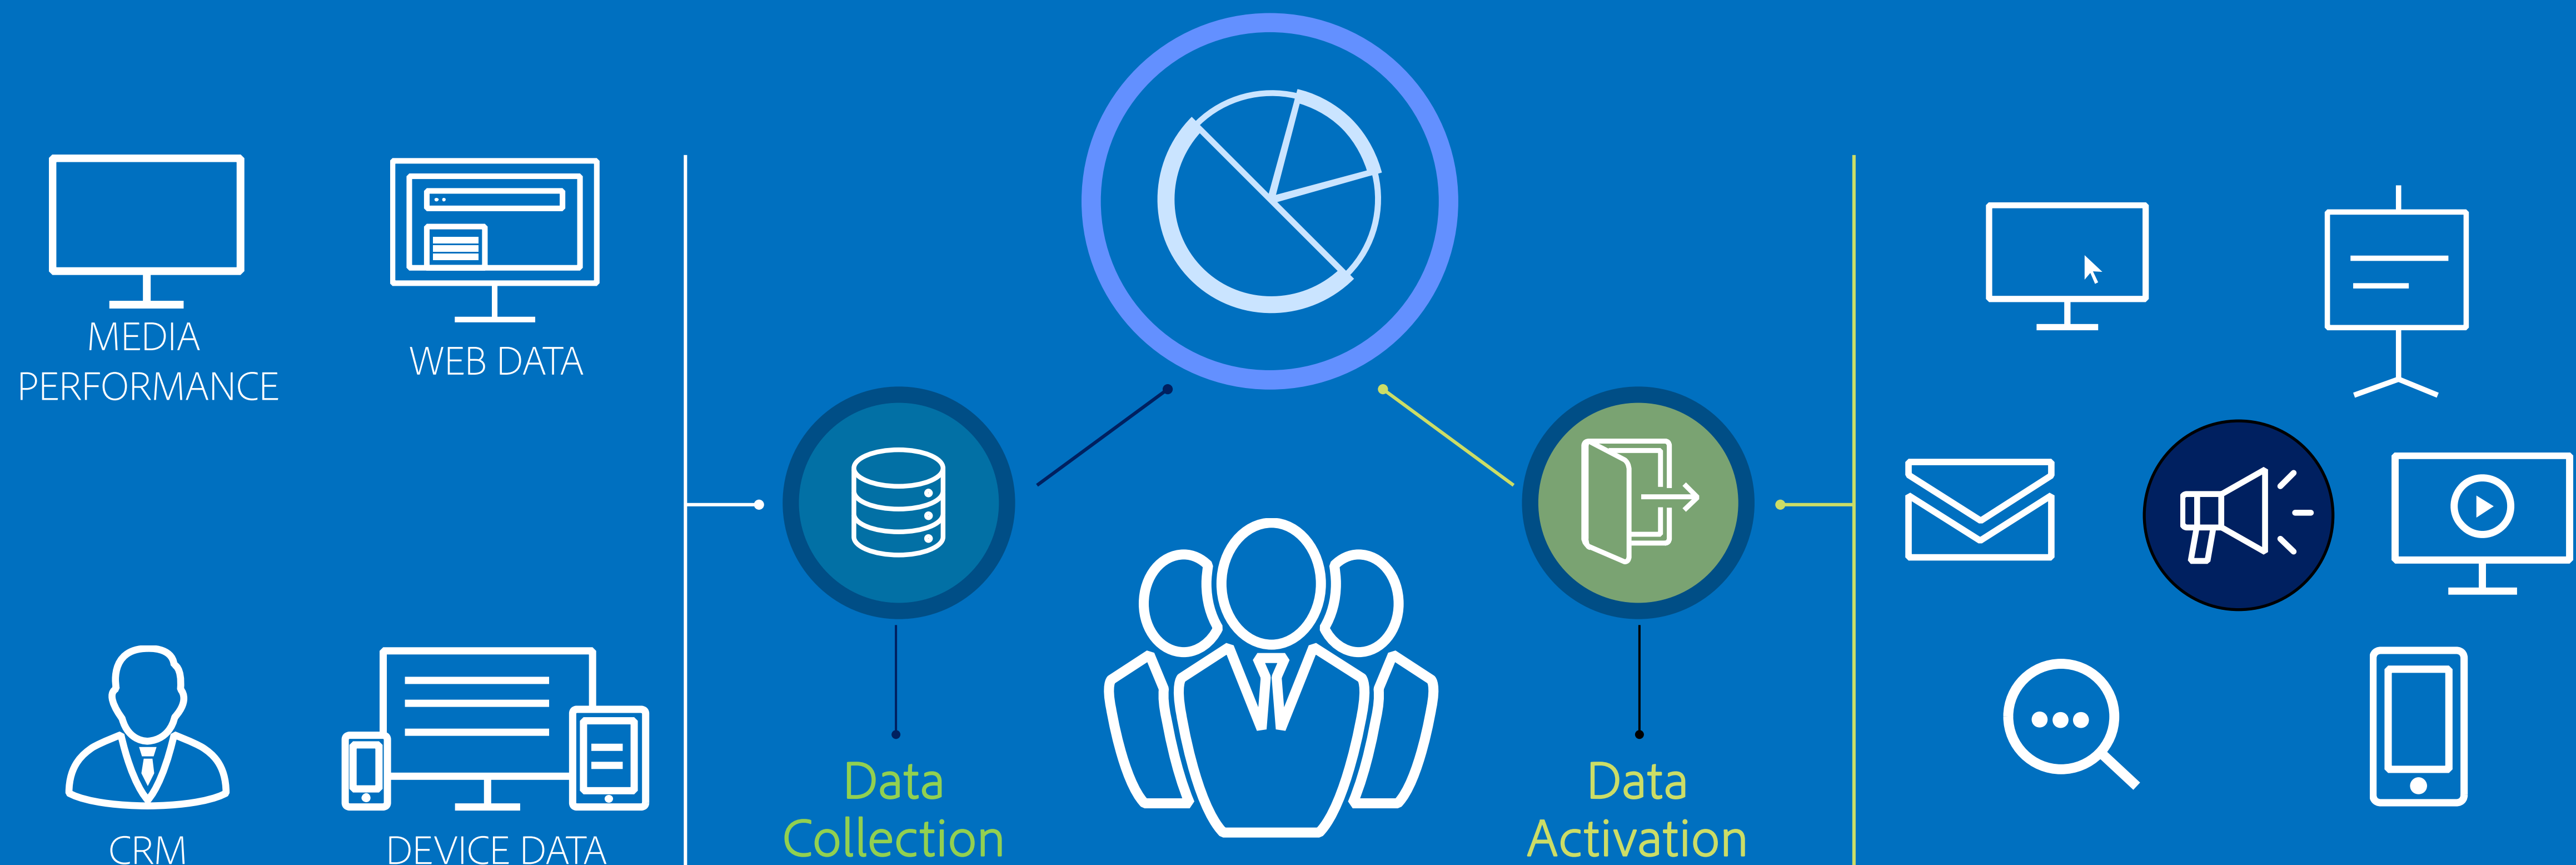 MEDIA
PERFORMANCE
WEB DATA
CRM
DEVICE DATA
Data
Collection
Data
Activation